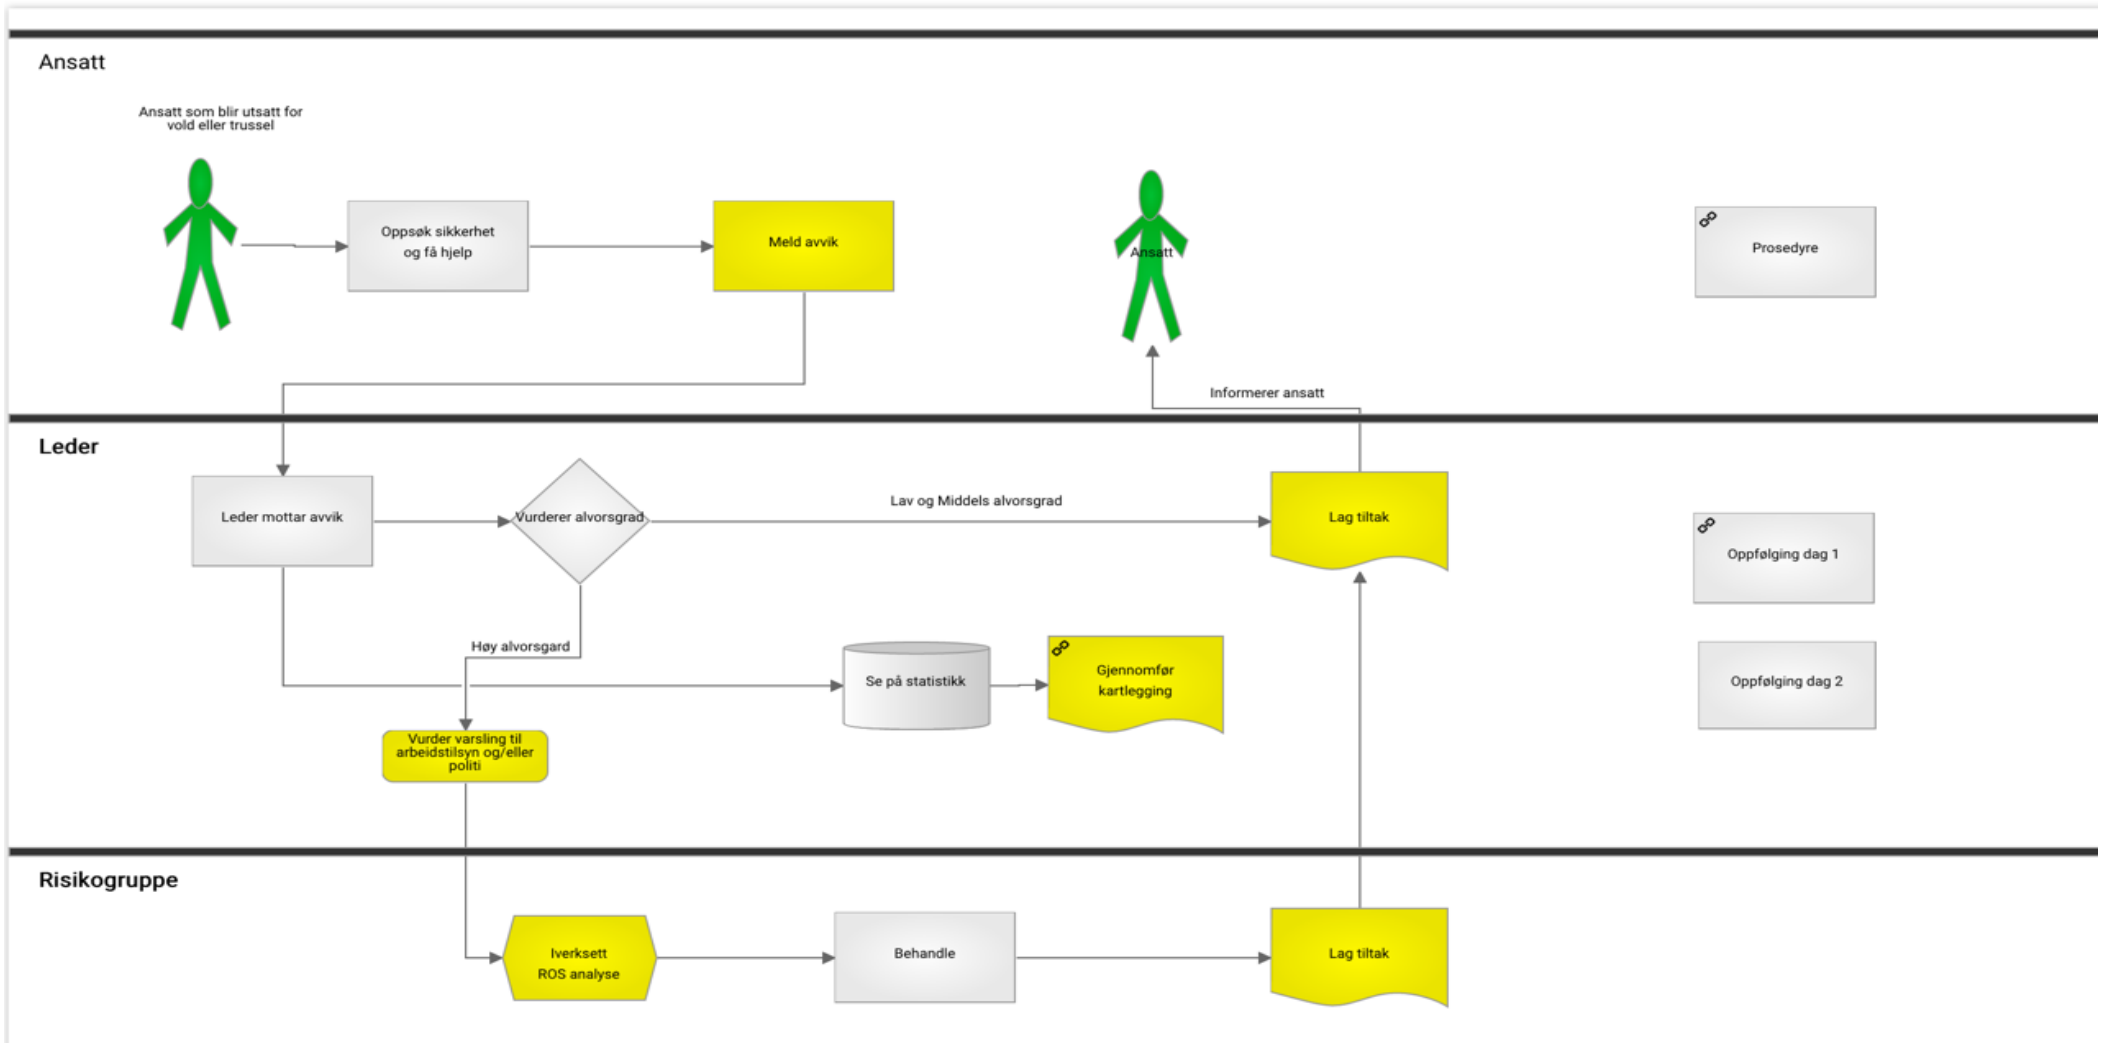 Ansatt
Ansatt som blir utsatt for
vold eller trussel
Oppsøk sikkerhet
og få hjelp
Meld avvik
Ansatt
Prosedyre
Informerer ansatt
Leder
Leder mottar avvik
Vurderer alvorsgrad
Lav og Middels alvorsgrad
Lag tiltak
Oppfølging dag 1
Høy alvorsgard
Se på statistikk
Gjennomfør
kartlegging
Oppfølging dag 2
Vurder varsling til
arbeidstilsyn og/eller
politi
Risikogruppe
Iverksett
ROS analyse
Behandle
Lag tiltak